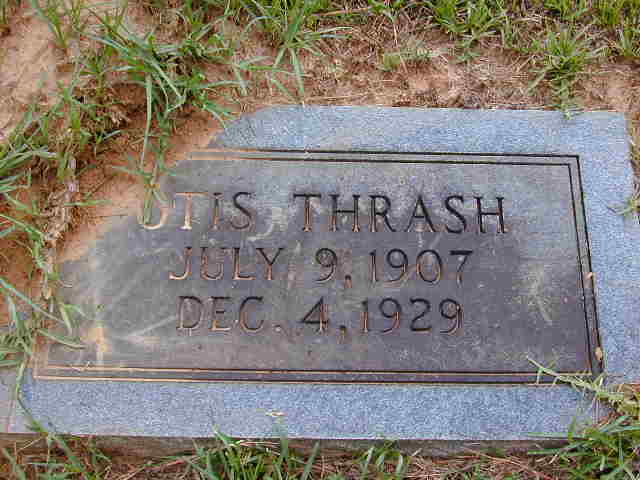 OTIS THRASH
JULY 9, 1907
DEC. 4, 1929